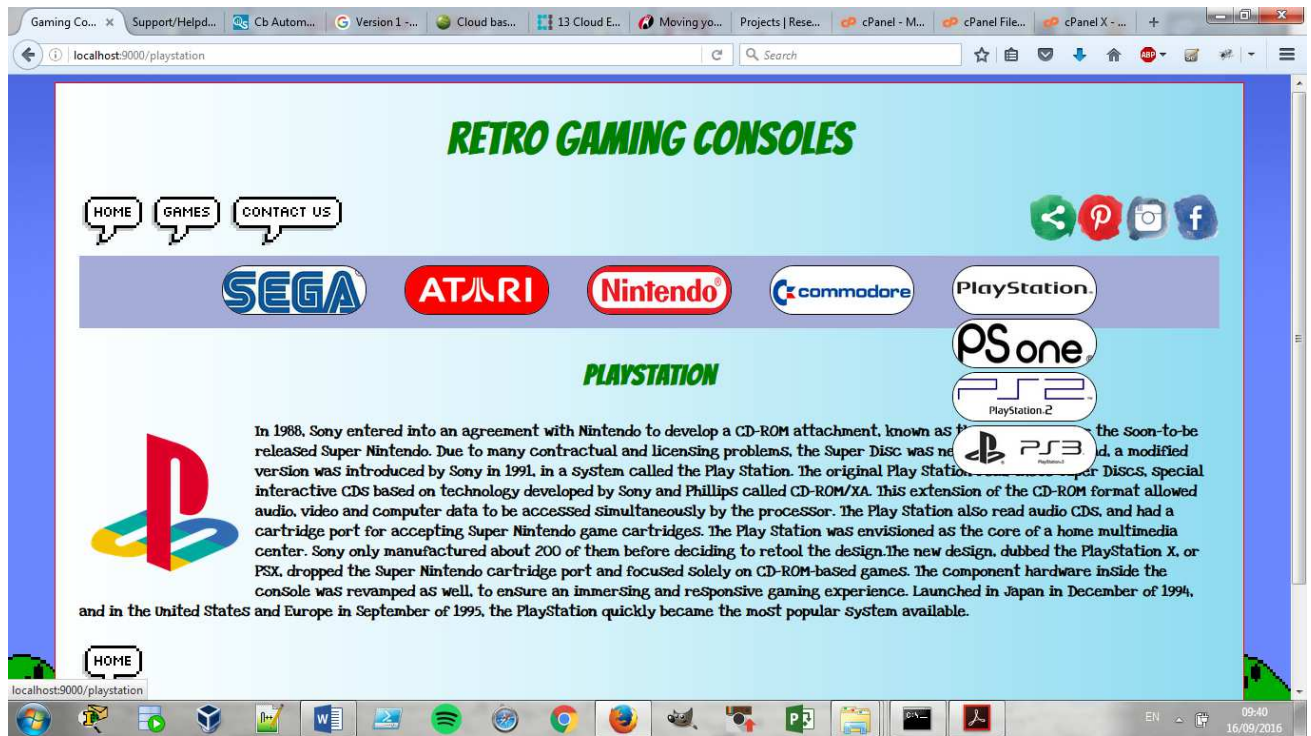 Gaming Co...
Support/Helpd...
Cb Autom...
Version 1 -...
Cloud bas...
13 Cloud E...
Moving yo...
Projects | Rese...
cPanel - M...
cPanel File...
cPanel X - ...
localhost:9000/playstation
Search
ABP
RETRO GAMING CONSOLES
HOME
GAMES
CONTACT US
SEGA
ATARI
Nintendo
commodore
PlayStation.
PS one
PS2
PlayStation.2
PS3
PLAYSTATION
In 1988, Sony entered into an agreement with Nintendo to develop a CD-ROM attachment, known as the soon-to-be
released Super Nintendo. Due to many contractual and licensing problems, the Super Disc was a modified
version was introduced by Sony in 1991, in a system called the Play Station. The original Play Station Discs, special
interactive CDs based on technology developed by Sony and Phillips called CD-ROM/XA. This extension of the CD-ROM format allowed
audio, video and computer data to be accessed simultaneously by the processor. The Play Station also read audio CDs, and had a
cartridge port for accepting Super Nintendo game cartridges. The Play Station was envisioned as the core of a home multimedia
center. Sony only manufactured about 200 of them before deciding to retool the design.The new design, dubbed the PlayStation X, or
PSX, dropped the Super Nintendo cartridge port and focused solely on CD-ROM-based games. The component hardware inside the
console was revamped as well, to ensure an immersing and responsive gaming experience. Launched in Japan in December of 1994,
and in the United States and Europe in September of 1995, the PlayStation quickly became the most popular system available.
HOME
localhost:9000/playstation
EN
09:40
16/09/2016